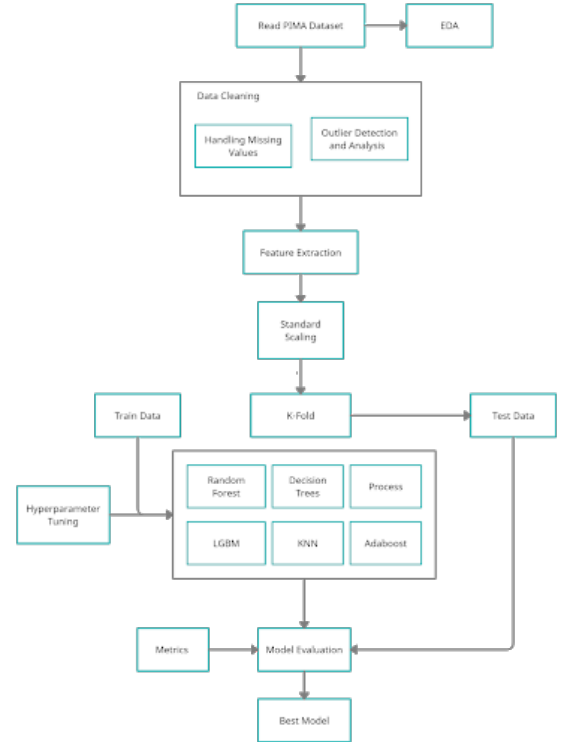 Read PIMA Dataset
EDA
Data Cleaning
Handling Missing
Values
Outlier Detection
and Analysis
Feature Extraction
Standard
Scaling
Train Data
K-Fold
Test Data
Hyperparameter
Tuning
Random
Forest
Decision
Trees
Process
LGBM
KNN
Adaboost
Metrics
Model Evaluation
Best Model